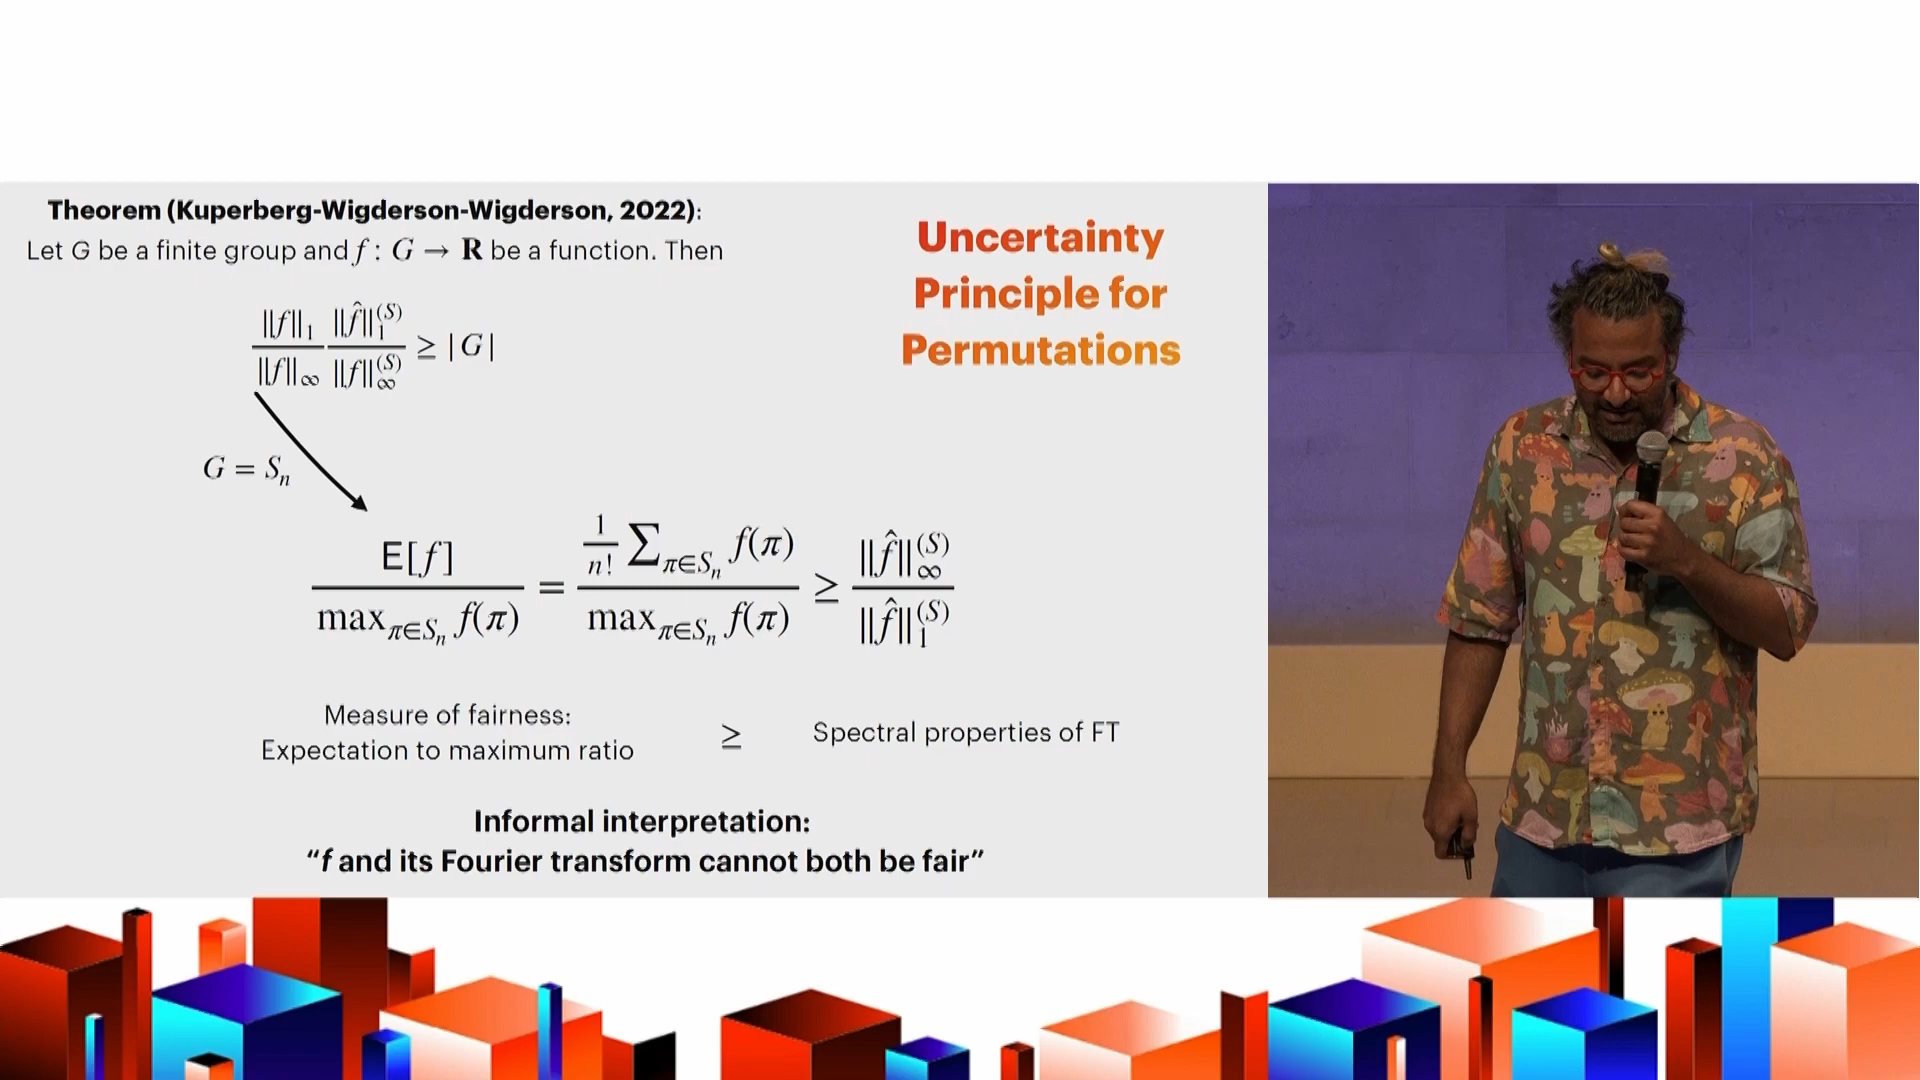 Theorem (Kuperberg-Wigderson-Wigderson, 2022):
Let G be a finite group and f : G → R be a function. Then
Uncertainty
Principle for
Permutations
‖f‖₁ / ‖f‖∞ ‖f̂‖₁^(S) / ‖f‖∞^(S) ≥ |G|
G = Sₙ
E[f] / max_{π∈Sₙ} f(π) = (1/n! ∑_{π∈Sₙ} f(π)) / max_{π∈Sₙ} f(π) ≥ ‖f̂‖∞^(S) / ‖f̂‖₁^(S)
Measure of fairness:
Expectation to maximum ratio
≥
Spectral properties of FT
Informal interpretation:
“f and its Fourier transform cannot both be fair”